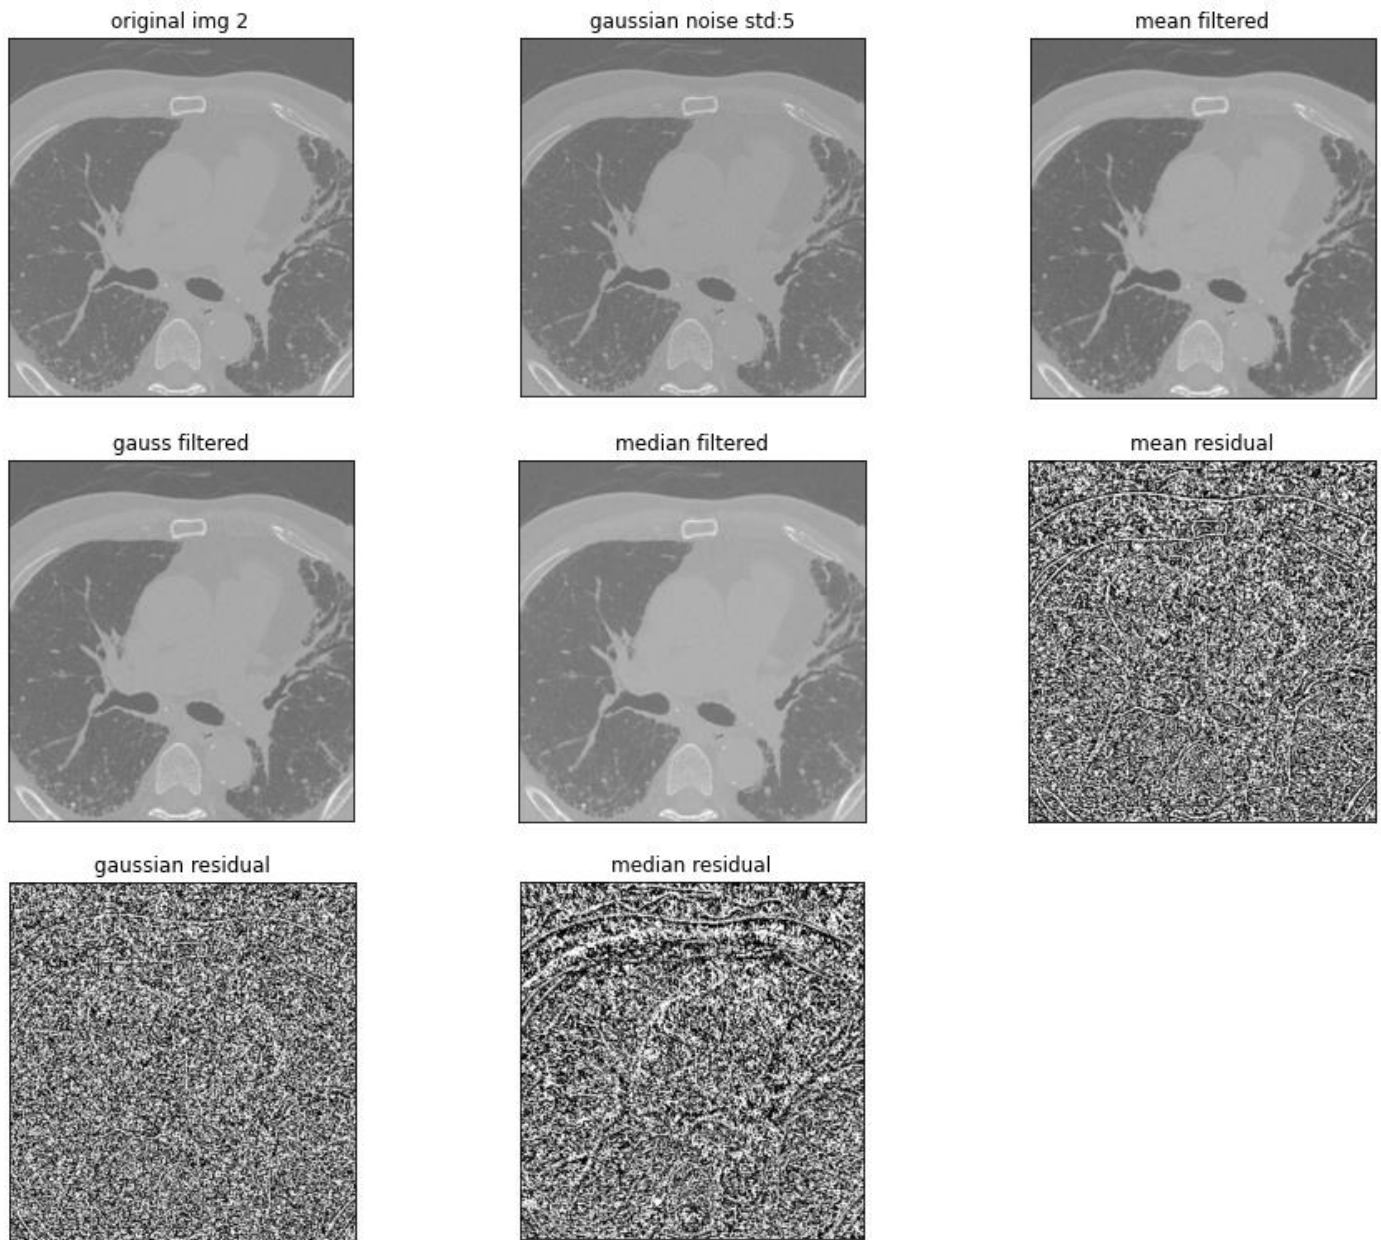 original img 2
gaussian noise std:5
mean filtered
gauss filtered
median filtered
mean residual
gaussian residual
median residual